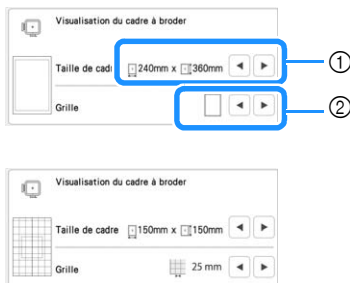 Visualisation du cadre à broder
Taille de cadr 240mm x 360mm ①
Grille ②
Visualisation du cadre à broder
Taille de cadre 150mm x 150mm
Grille 25 mm